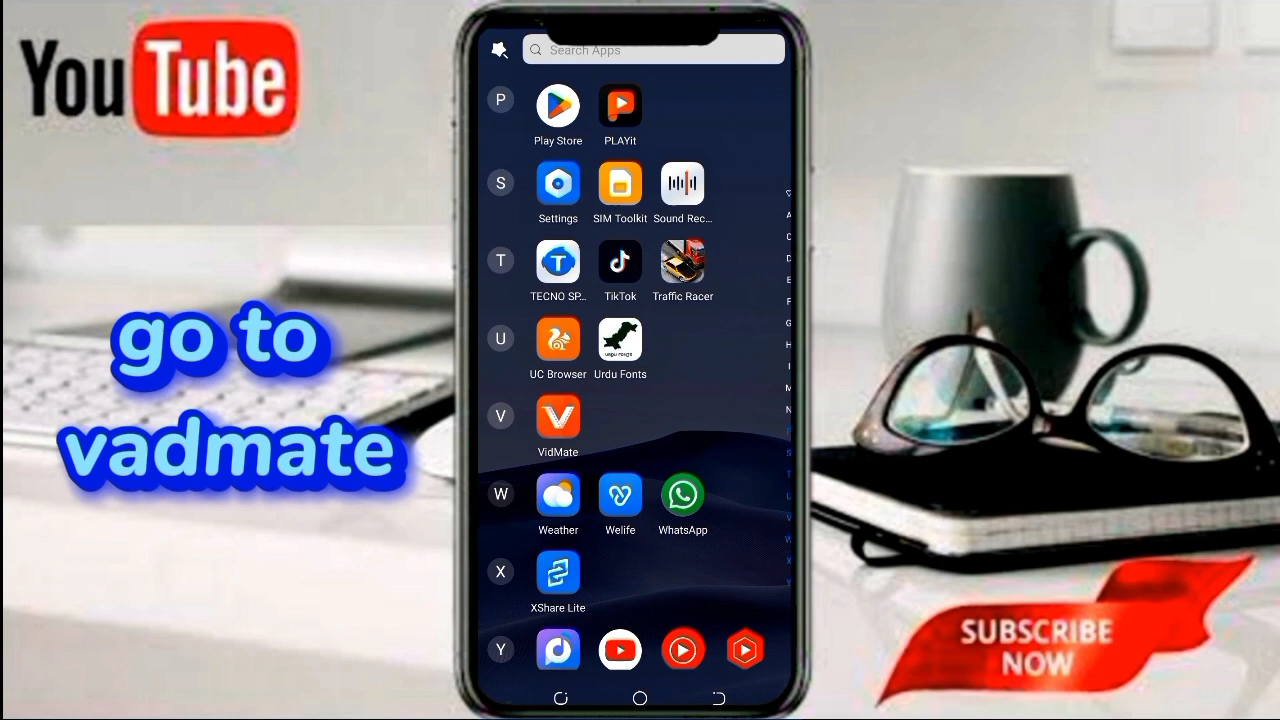 YouTube
go to
vadmate
Search Apps
P
Play Store
PLAYit
S
Settings
SIM Toolkit
Sound Rec...
T
TECNO SP...
TikTok
Traffic Racer
U
UC Browser
Urdu Fonts
V
VidMate
W
Weather
Welife
WhatsApp
X
XShare Lite
Y
A
C
D
E
F
G
H
I
M
N
P
S
T
U
V
W
X
Y
SUBSCRIBE
NOW